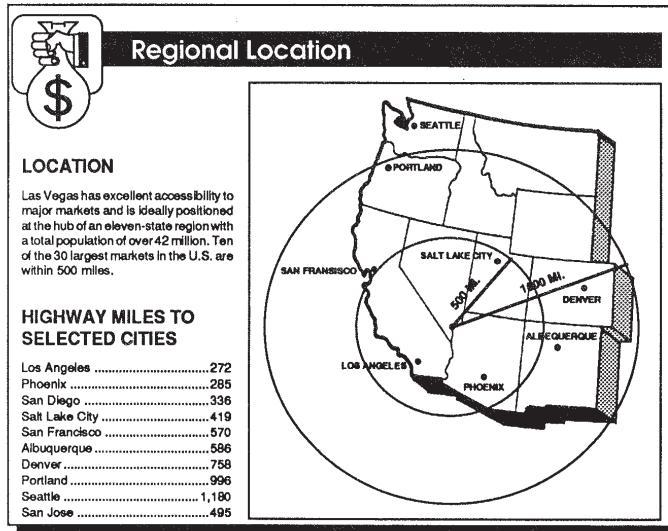 $
Regional Location
LOCATION
Las Vegas has excellent accessibility to
major markets and is ideally positioned
at the hub of an eleven-state region with
a total population of over 42 million. Ten
of the 30 largest markets in the U.S. are
within 500 miles.
HIGHWAY MILES TO
SELECTED CITIES
Los Angeles ................................272
Phoenix ........................................285
San Diego ...................................336
Salt Lake City ..............................419
San Francisco .............................570
Albuquerque ................................586
Denver .........................................758
Portland .......................................996
Seattle ......................................1,180
San Jose .....................................495
SEATTLE
PORTLAND
SALT LAKE CITY
SAN FRANSISCO
500 MI.
1000 MI.
DENVER
ALBEQUERQUE
LOS ANGELES
PHOENIX